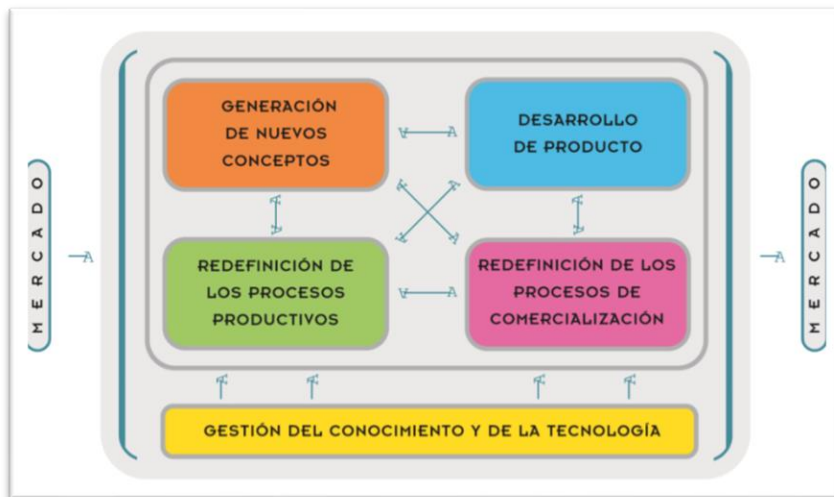 MERCADO
GENERACIÓN
DE NUEVOS
CONCEPTOS
DESARROLLO
DE PRODUCTO
REDEFINICIÓN DE
LOS PROCESOS
PRODUCTIVOS
REDEFINICIÓN DE LOS
PROCESOS DE
COMERCIALIZACIÓN
GESTIÓN DEL CONOCIMIENTO Y DE LA TECNOLOGÍA
MERCADO